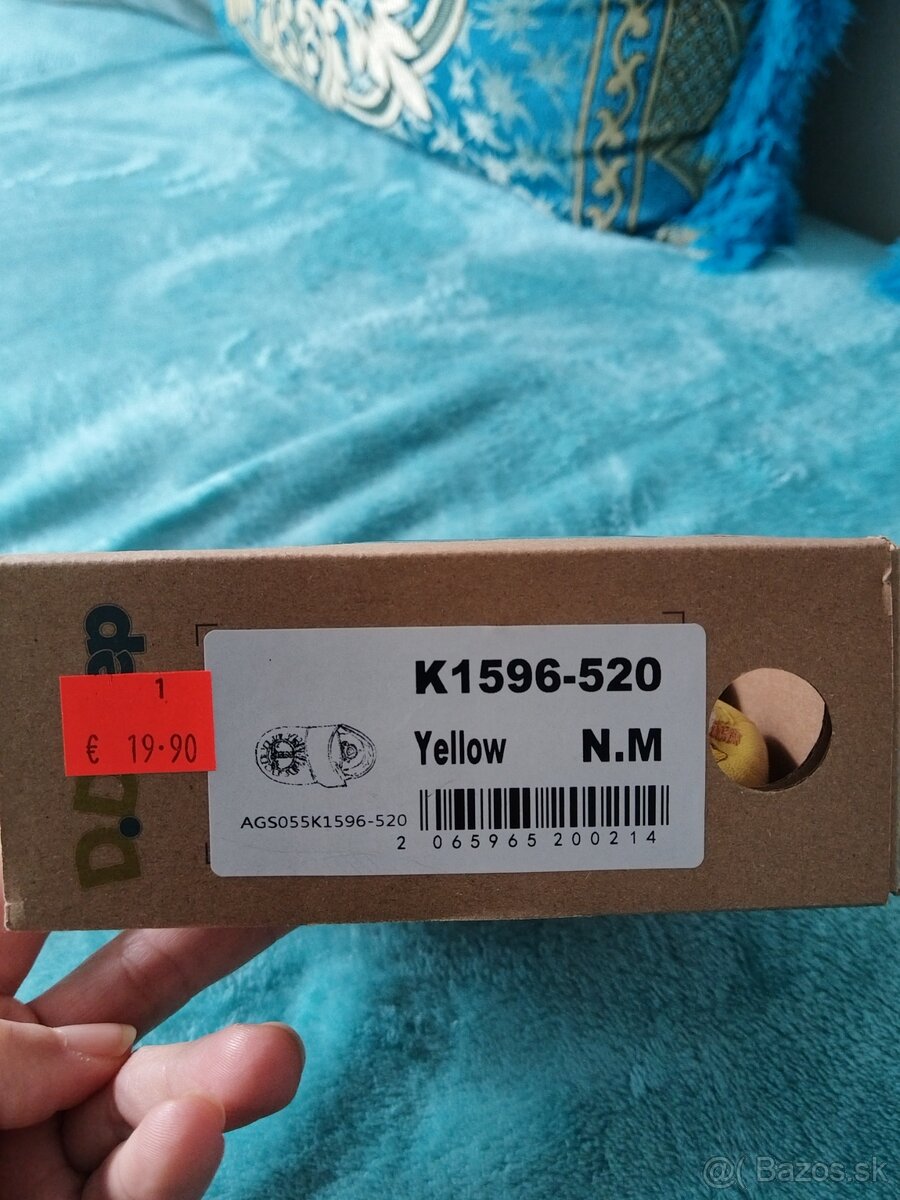 K1596-520
Yellow N.M
AGS055K1596-520
2 065965 200214
1
€ 19.90
@( Bazos.sk